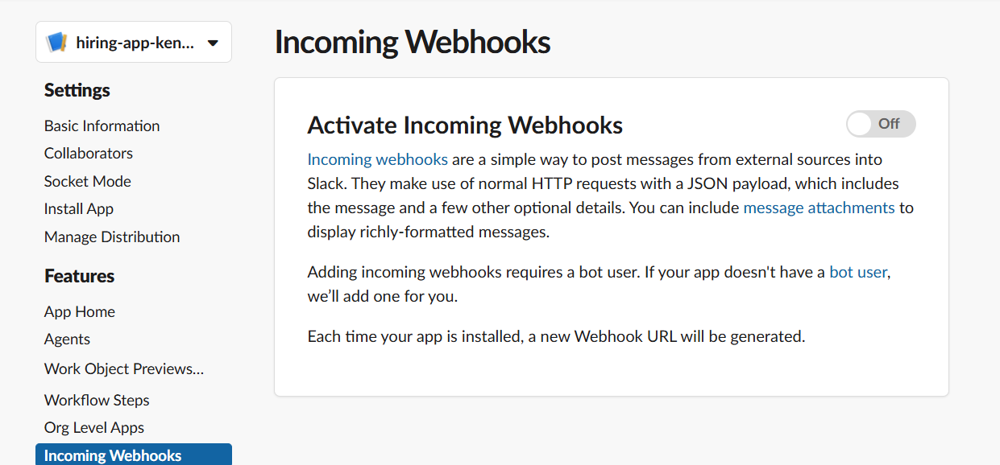 hiring-app-ken...
Settings
Basic Information
Collaborators
Socket Mode
Install App
Manage Distribution
Features
App Home
Agents
Work Object Previews...
Workflow Steps
Org Level Apps
Incoming Webhooks
Incoming Webhooks
Activate Incoming Webhooks
Off
Incoming webhooks are a simple way to post messages from external sources into
Slack. They make use of normal HTTP requests with a JSON payload, which includes
the message and a few other optional details. You can include message attachments to
display richly-formatted messages.
Adding incoming webhooks requires a bot user. If your app doesn't have a bot user,
we’ll add one for you.
Each time your app is installed, a new Webhook URL will be generated.